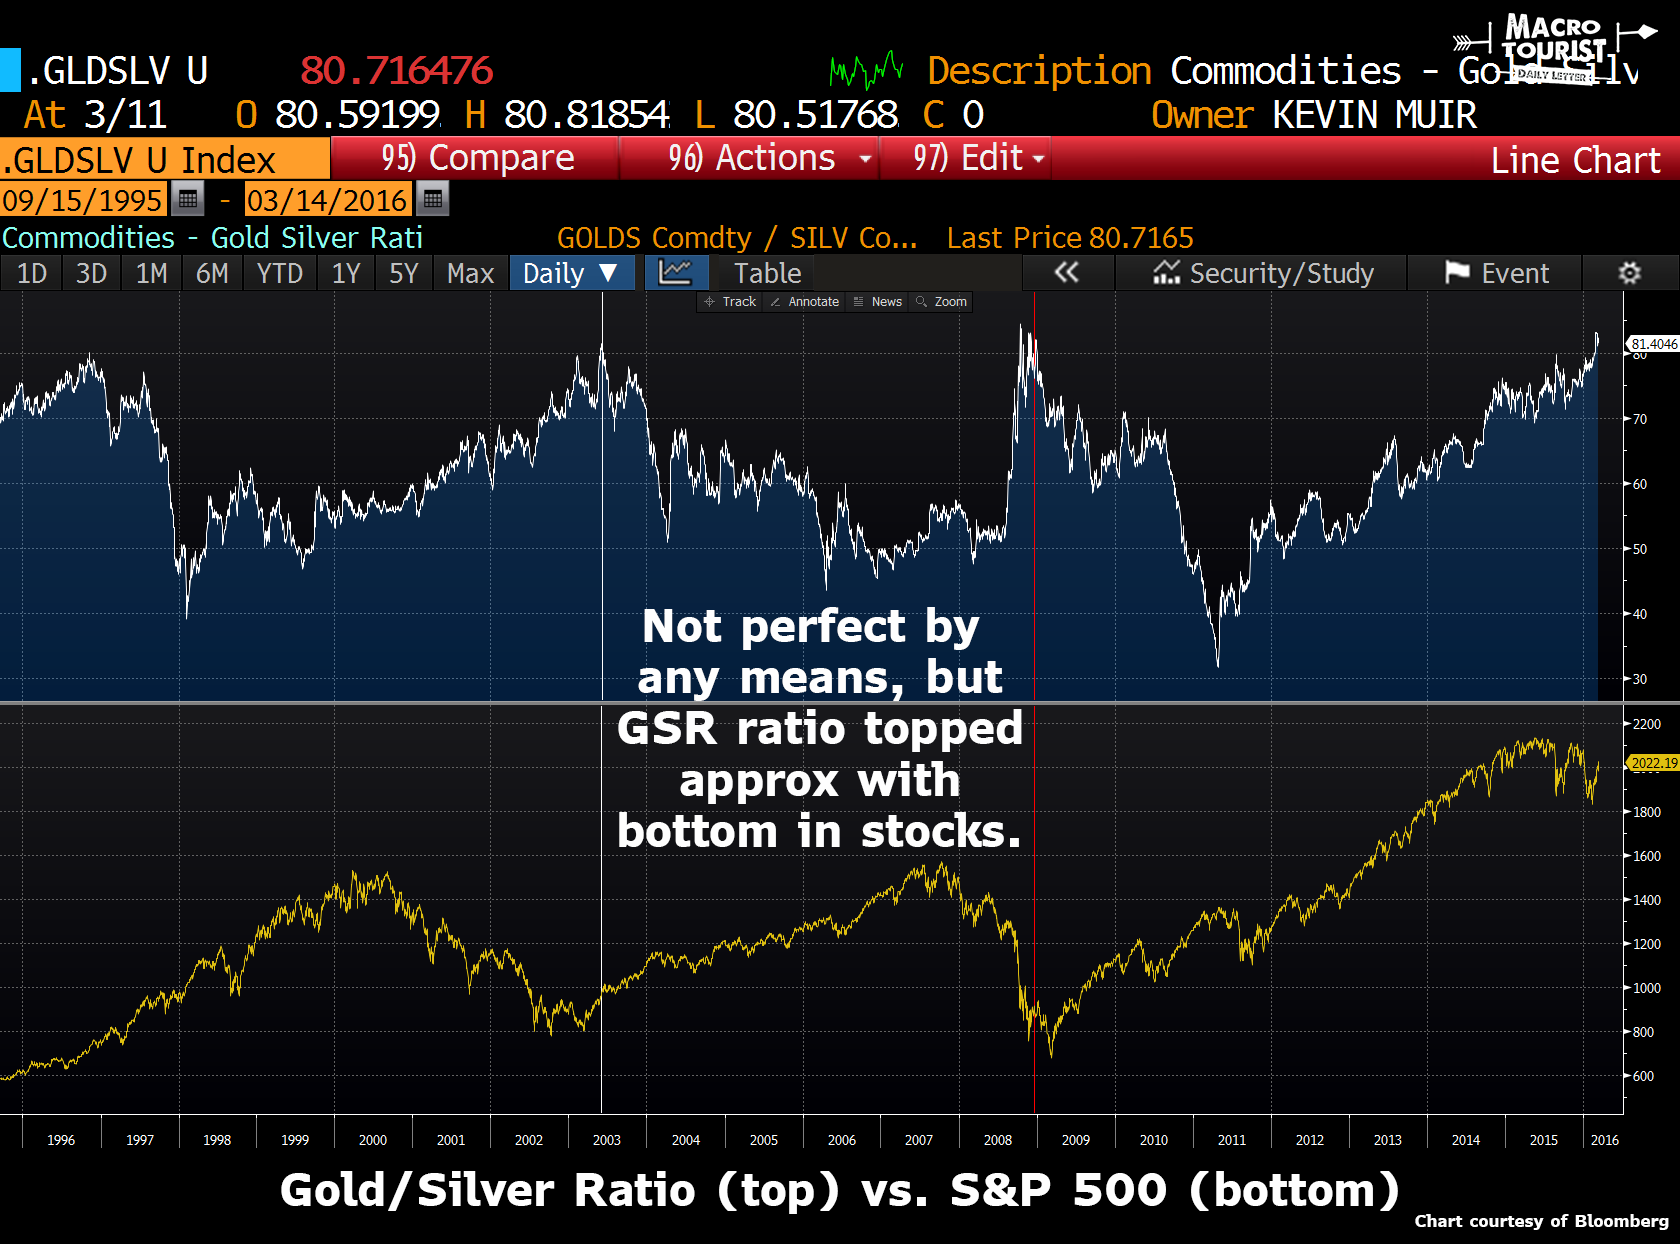 MACRO
TOURIST
DAILY LETTER
.GLDSLV U 80.716476 Description Commodities -
At 3/11 O 80.59199 H 80.81854 L 80.51768 C 0 Owner KEVIN MUIR
.GLDSLV U Index 95) Compare 96) Actions 97) Edit Line Chart
09/15/1995 - 03/14/2016
Commodities - Gold Silver Rati GOLDS Comdty / SILV Co... Last Price 80.7165
1D 3D 1M 6M YTD 1Y 5Y Max Daily ▼ Table « Security/Study Event
Track Annotate News Zoom
81.4046
80
70
60
50
40
30
Not perfect by
any means, but
GSR ratio topped
approx with
bottom in stocks.
2200
2022.19
1800
1600
1400
1200
1000
800
600
1996 1997 1998 1999 2000 2001 2002 2003 2004 2005 2006 2007 2008 2009 2010 2011 2012 2013 2014 2015 2016
Gold/Silver Ratio (top) vs. S&P 500 (bottom)
Chart courtesy of Bloomberg